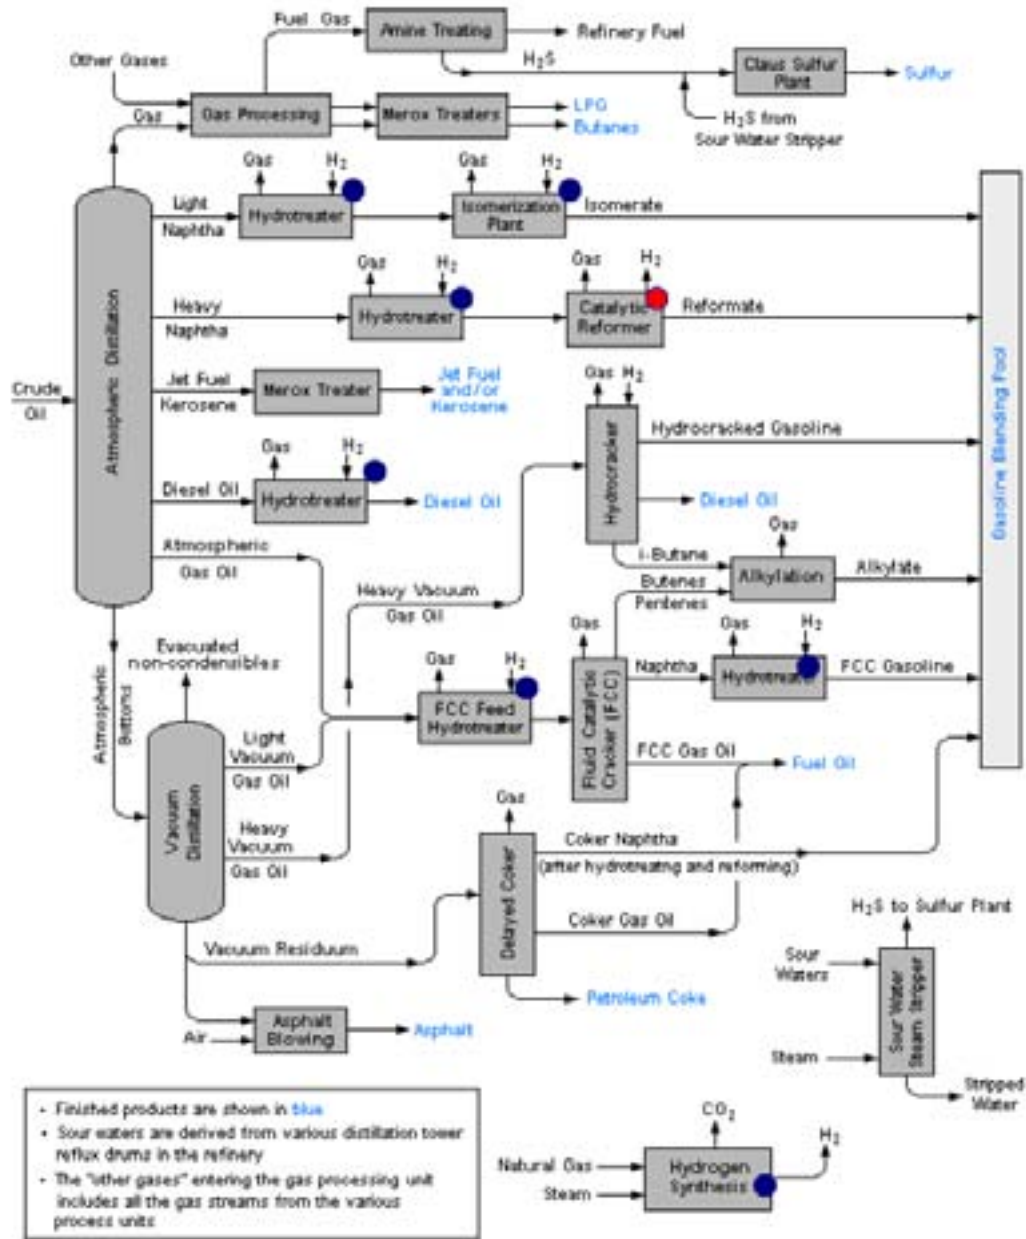 Fuel Gas
Amine Treating
Refinery Fuel
H₂S
Claus Sulfur
Plant
Sulfur
Other Gases
Gas
Gas Processing
Merox Treaters
LPG
Butanes
H₂S from
Sour Water Stripper
Light
Naphtha
Gas
H₂
Hydrotreater
Gas
H₂
Isomerization
Plant
Isomerate
Heavy
Naphtha
Gas
H₂
Hydrotreater
Gas
H₂
Catalytic
Reformer
Reformate
Crude
Oil
Atmospheric Distillation
Jet Fuel
Kerosene
Merox Treater
Jet Fuel
and/or
Kerosene
Gas
H₂
Hydrocracker
Hydrocracked Gasoline
Diesel Oil
Gasoline Blending Pool
Diesel Oil
Gas
H₂
Hydrotreater
Diesel Oil
Atmospheric
Gas Oil
i-Butane
Butenes
Pentenes
Gas
Alkylation
Alkylate
Heavy Vacuum
Gas Oil
Atmospheric
Bottoms
Evacuated
non-condensibles
Gas
H₂
FCC Feed
Hydrotreater
Gas
Fluid Catalytic
Cracker (FCC)
Naphtha
Gas
H₂
Hydrotreater
FCC Gasoline
FCC Gas Oil
Fuel Oil
Vacuum
Distillation
Light
Vacuum
Gas Oil
Heavy
Vacuum
Gas Oil
Gas
Delayed Coker
Coker Naphtha
(after hydrotreatng and reforming)
Coker Gas Oil
Petroleum Coke
Vacuum Residuum
Air
Asphalt
Blowing
Asphalt
H₂S to Sulfur Plant
Sour
Waters
Sour Water
Steam Stripper
Steam
Stripped
Water
• Finished products are shown in blue
• Sour waters are derived from various distillation tower
reflux drums in the refinery
• The "other gases" entering the gas processing unit
includes all the gas streams from the various
process units
CO₂
H₂
Natural Gas
Steam
Hydrogen
Synthesis